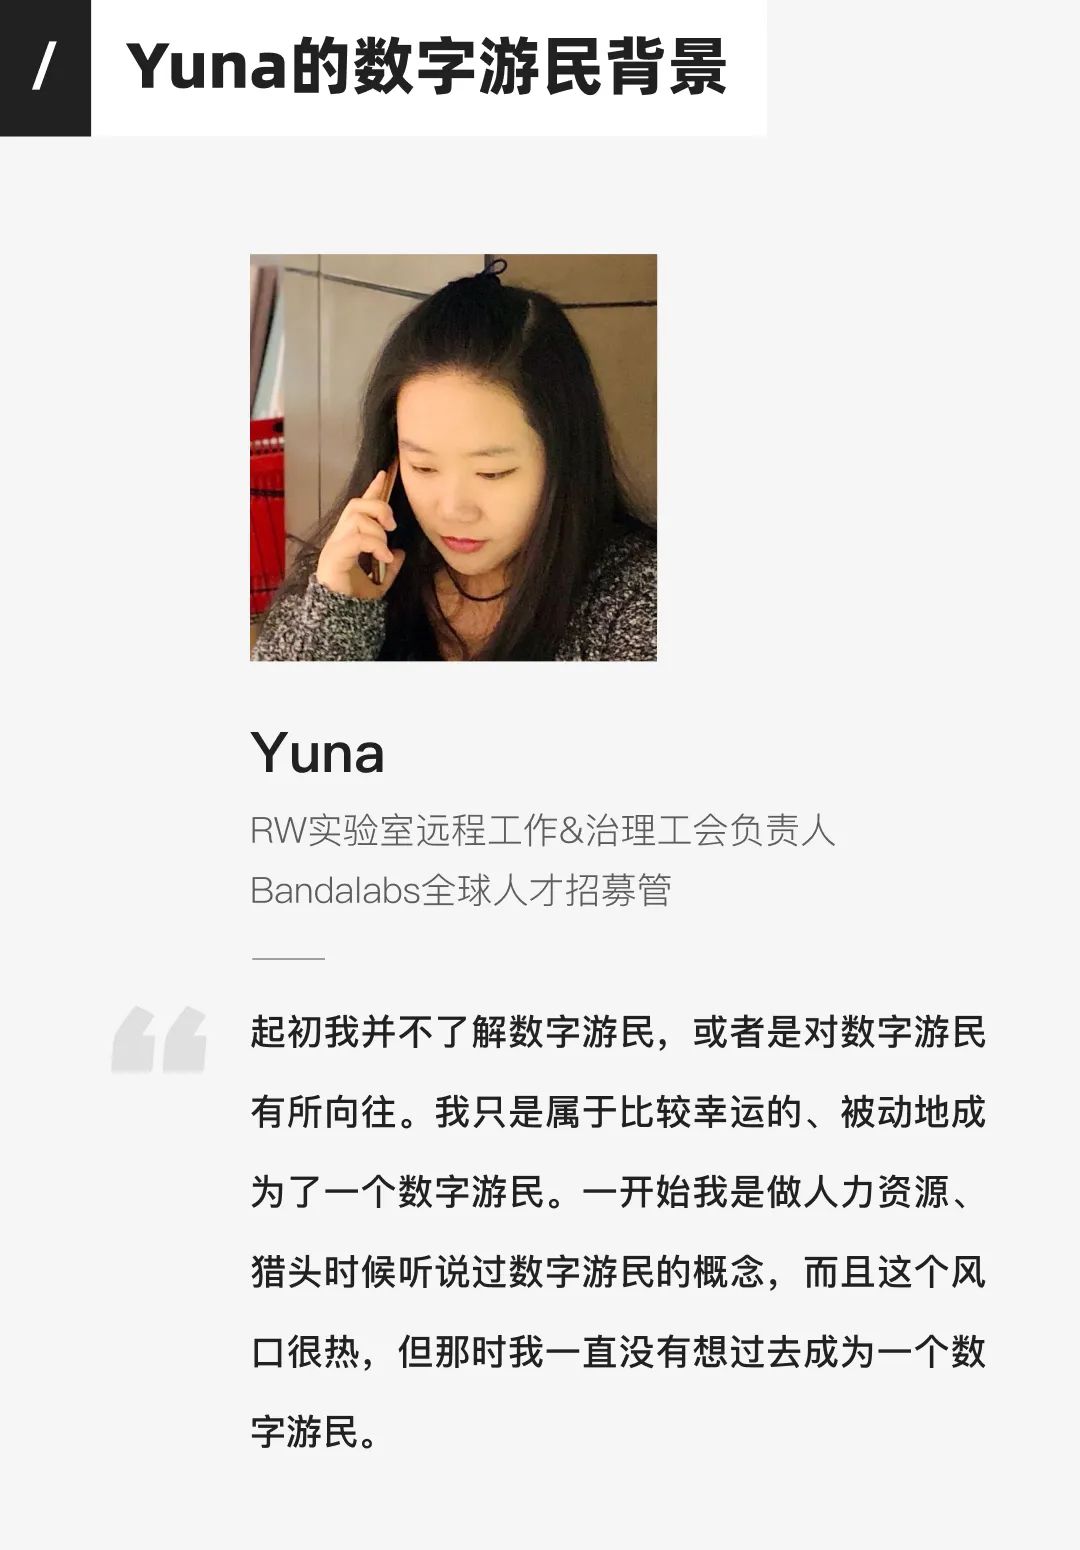 /
Yuna的数字游民背景
Yuna
RW实验室远程工作&治理工会负责人
Bandalabs全球人才招募管
起初我并不了解数字游民，或者是对数字游民
有所向往。我只是属于比较幸运的、被动地成
为了一个数字游民。一开始我是做人力资源、
猎头时候听说过数字游民的概念，而且这个风
口很热，但那时我一直没有想过去成为一个数
字游民。